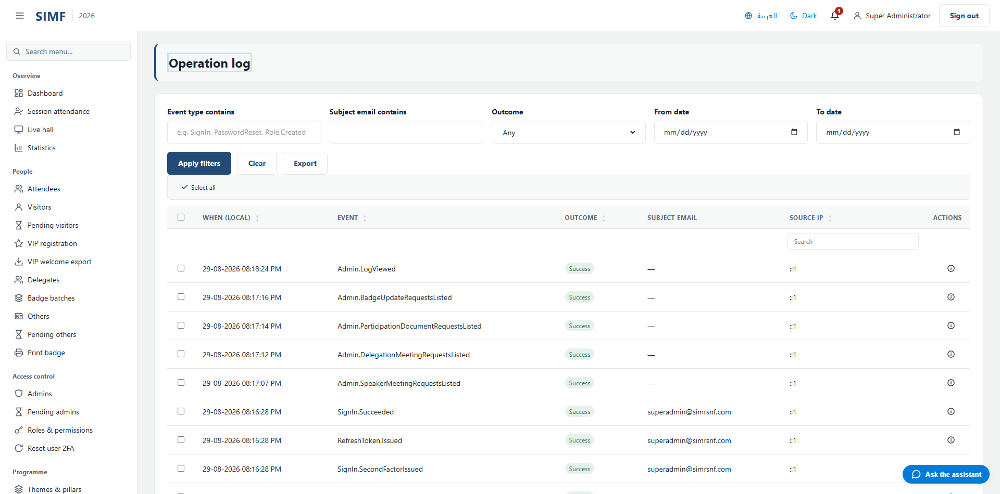 SIMF 2026
العربية
Dark
1
Super Administrator
Sign out
Search menu...
Overview
Dashboard
Session attendance
Live hall
Statistics
People
Attendees
Visitors
Pending visitors
VIP registration
VIP welcome export
Delegates
Badge batches
Others
Pending others
Print badge
Access control
Admins
Pending admins
Roles & permissions
Reset user 2FA
Programme
Themes & pillars
Operation log
Event type contains
e.g. SignIn, PasswordReset, Role.Created
Subject email contains
Outcome
Any
From date
mm/dd/yyyy
To date
mm/dd/yyyy
Apply filters
Clear
Export
Select all
WHEN (LOCAL) EVENT OUTCOME SUBJECT EMAIL SOURCE IP ACTIONS
Search
29-08-2026 08:18:24 PM Admin.LogViewed Success — ::1
29-08-2026 08:17:16 PM Admin.BadgeUpdateRequestsListed Success — ::1
29-08-2026 08:17:14 PM Admin.ParticipationDocumentRequestsListed Success — ::1
29-08-2026 08:17:12 PM Admin.DelegationMeetingRequestsListed Success — ::1
29-08-2026 08:17:07 PM Admin.SpeakerMeetingRequestsListed Success — ::1
29-08-2026 08:16:28 PM SignIn.Succeeded Success superadmin@simrsnf.com ::1
29-08-2026 08:16:28 PM RefreshToken.Issued Success superadmin@simrsnf.com ::1
29-08-2026 08:16:28 PM SignIn.SecondFactorIssued Success superadmin@simrsnf.com ::1
Ask the assistant